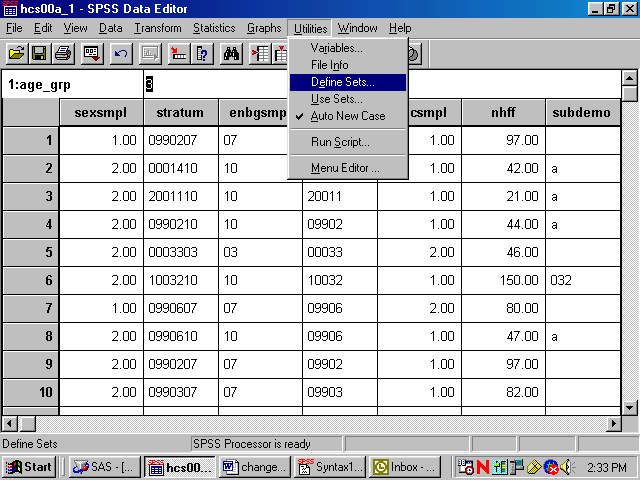 hcs00a_1 - SPSS Data Editor
File Edit View Data Transform Statistics Graphs Utilities Window Help
Variables...
File Info
Define Sets...
Use Sets...
Auto New Case
Run Script...
Menu Editor ...
1:age_grp 3
sexsmpl stratum enbgsmp csmpl nhff subdemo
1 1.00 0990207 07 1.00 97.00
2 2.00 0001410 10 1.00 42.00 a
3 2.00 2001110 10 20011 1.00 21.00 a
4 2.00 0990210 10 09902 1.00 44.00 a
5 2.00 0003303 03 00033 2.00 46.00
6 2.00 1003210 10 10032 1.00 150.00 032
7 1.00 0990607 07 09906 2.00 80.00
8 2.00 0990610 10 09906 1.00 47.00 a
9 2.00 0990207 07 09902 1.00 97.00
10 2.00 0990307 07 09903 1.00 82.00
Define Sets SPSS Processor is ready
Start SAS - [... hcs00... change... Syntax1... Inbox - ... 2:33 PM